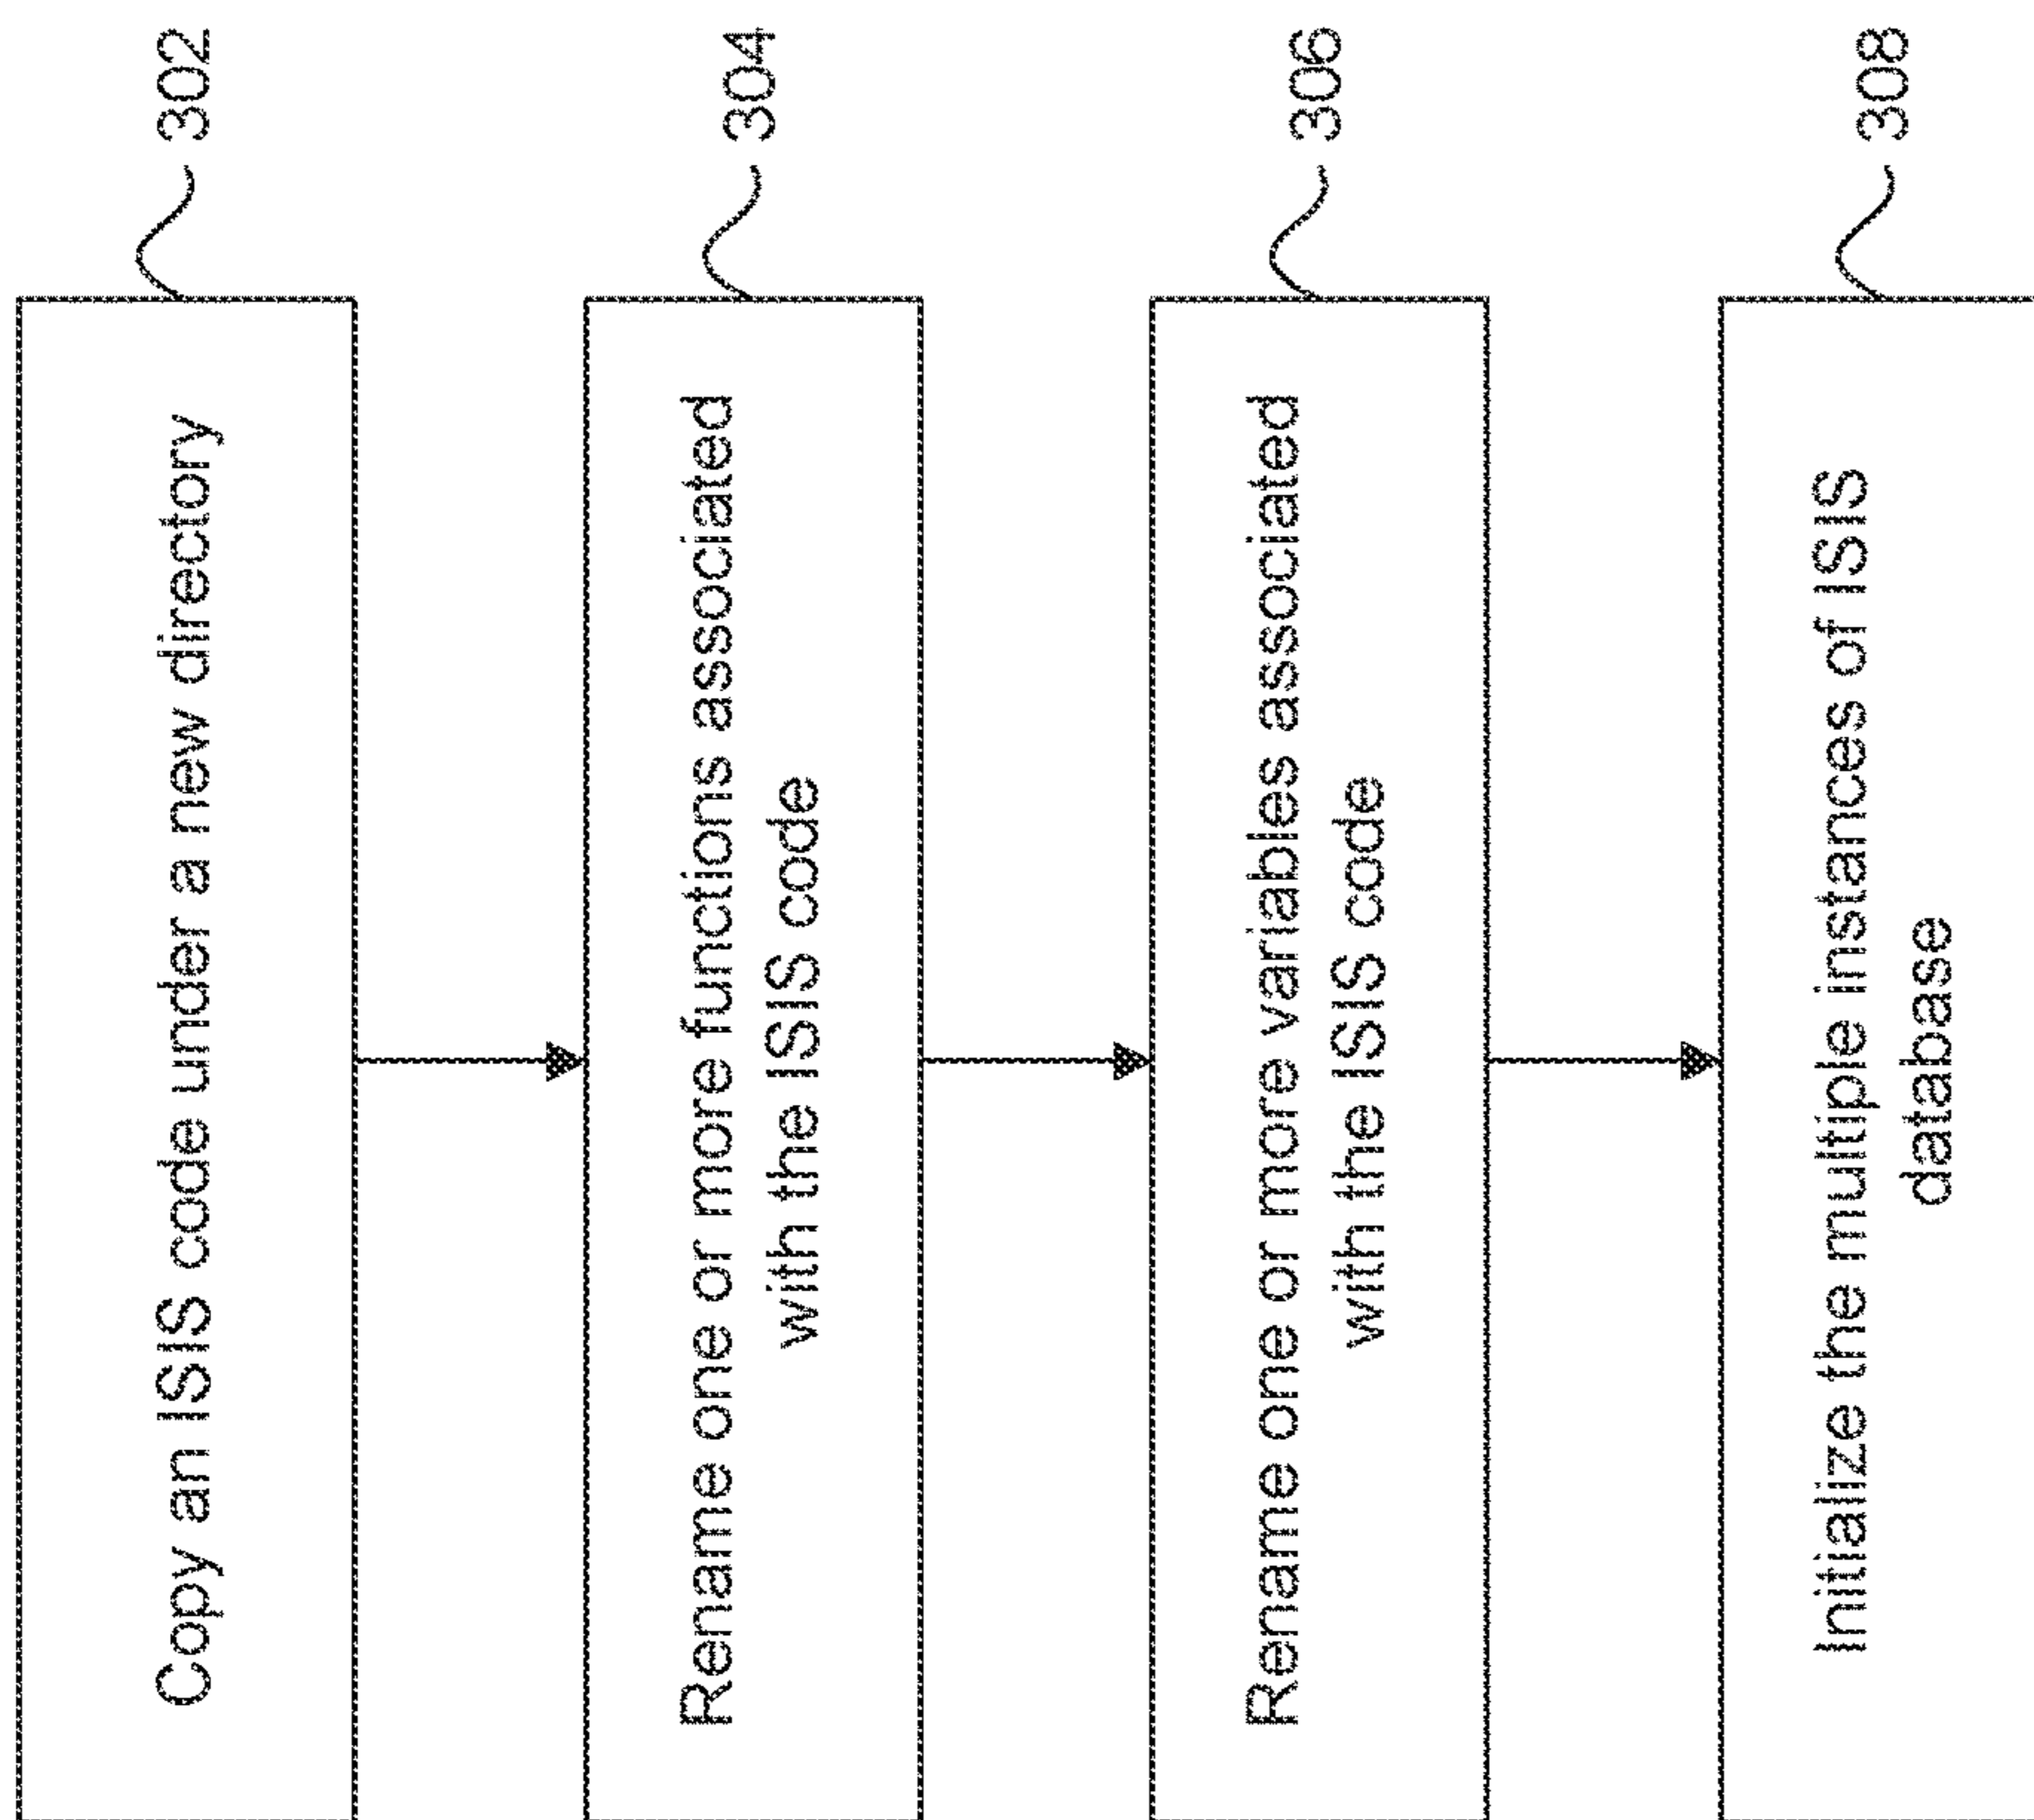 Copy an ISIS code under a new directory
302
Rename one or more functions associated
with the ISIS code
304
Rename one or more variables associated
with the ISIS code
306
Initialize the multiple instances of ISIS
database
308